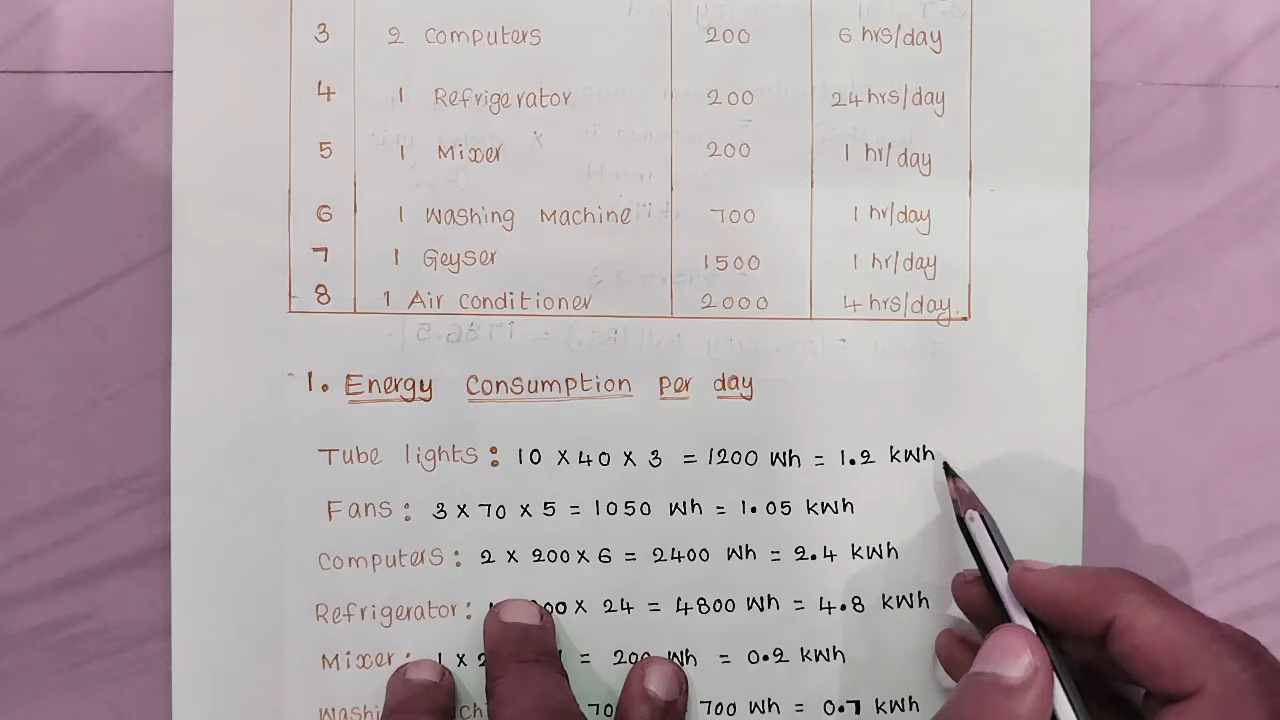 3 2 computers 200 6 hrs/day
4 1 Refrigerator 200 24 hrs/day
5 1 Mixer 200 1 hr/day
6 1 Washing Machine 700 1 hr/day
7 1 Geyser 1500 1 hr/day
8 1 Air conditioner 2000 4 hrs/day.
1. Energy Consumption per day
Tube lights: 10 x 40 x 3 = 1200 Wh = 1.2 kWh
Fans: 3 x 70 x 5 = 1050 Wh = 1.05 kWh
Computers: 2 x 200 x 6 = 2400 Wh = 2.4 kWh
Refrigerator: x 24 = 4800 Wh = 4.8 kWh
Mixer: 1 x = 200 Wh = 0.2 kWh
700 Wh = 0.7 kWh